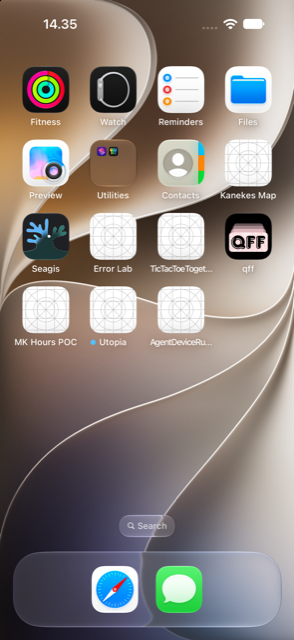 14.35
Fitness
Watch
Reminders
Files
Preview
Utilities
Contacts
Kanekes Map
Seagis
Error Lab
TicTacToeToget...
QFF
qff
MK Hours POC
Utopia
AgentDeviceRu...
Search